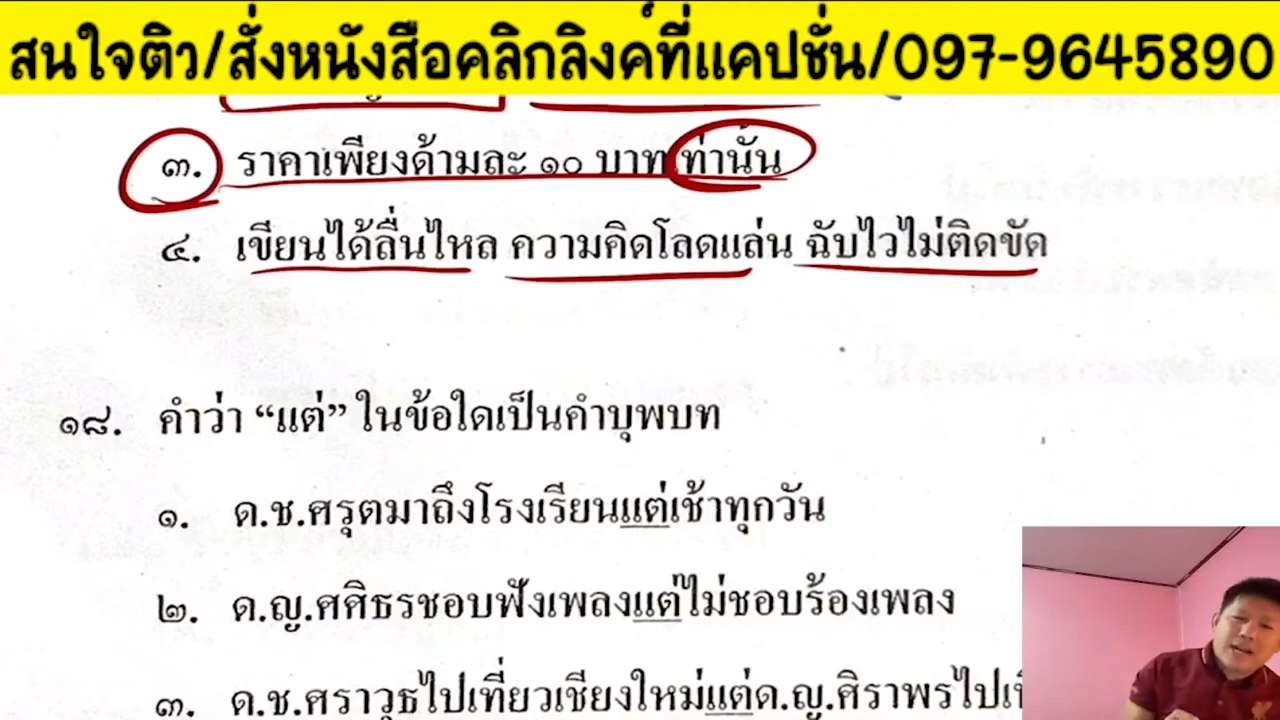 สนใจติว/สั่งหนังสือคลิกลิงค์ที่แคปชั่น/097-9645890
๓. ราคาเพียงด้ามละ ๑๐ บาทท่านั้น
๔. เขียนได้ลื่นไหล ความคิดโลดแล่น ฉับไวไม่ติดขัด
๑๘. คำว่า “แต่” ในข้อใดเป็นคำบุพบท
๑. ด.ช.ศรุตมาถึงโรงเรียนแต่เช้าทุกวัน
๒. ด.ญ.ศศิธรชอบฟังเพลงแต่ไม่ชอบร้องเพลง
๓. ด.ช.ศราวุธไปเที่ยวเชียงใหม่แต่ด.ญ.ศิราพรไป